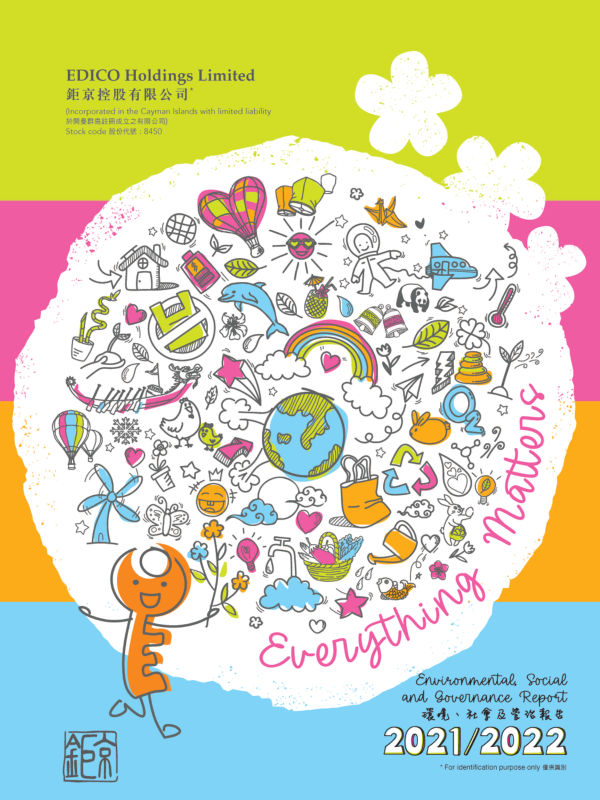 EDICO Holdings Limited
鉅京控股有限公司*
(Incorporated in the Cayman Islands with limited liability
於開曼群島註冊成立之有限公司)
Stock code 股份代號：8450
O2
Everything Matters
Environmental, Social
and Governance Report
環境、社會及管治報告
2021/2022
* For identification purpose only 僅供識別
鉅京